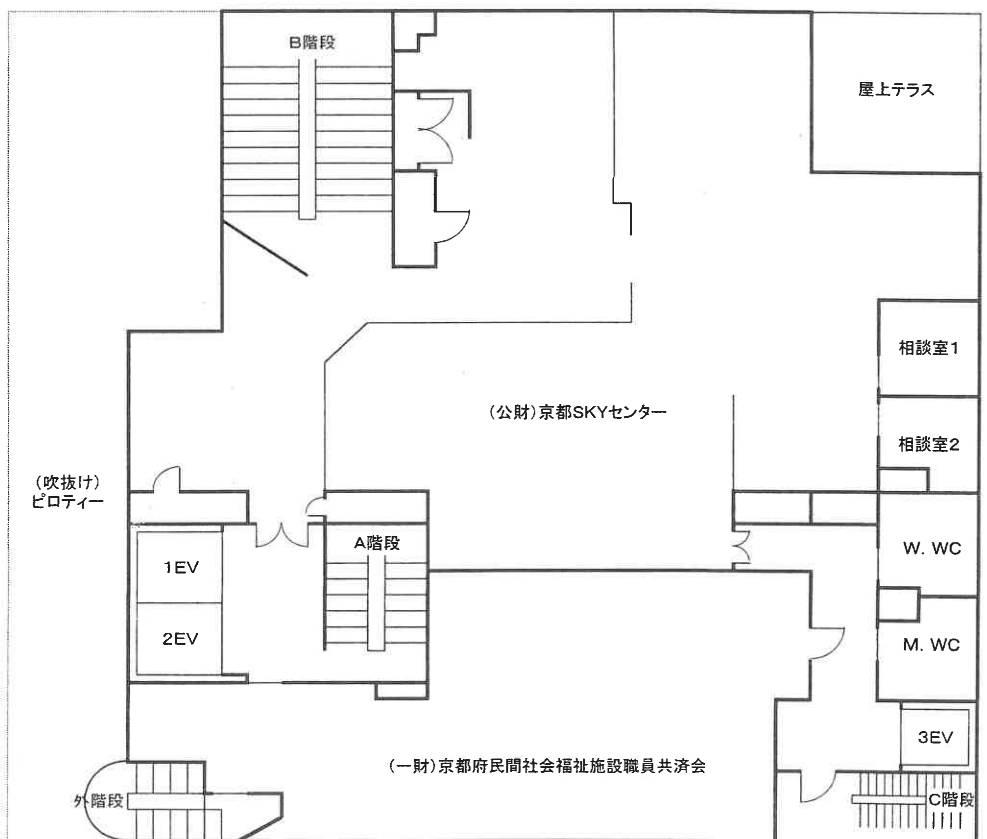 B階段
屋上テラス
相談室1
(公財)京都SKYセンター
相談室2
(吹抜け)
ピロティー
A階段
1EV
W. WC
2EV
M. WC
3EV
(一財)京都府民間社会福祉施設職員共済会
外階段
C階段